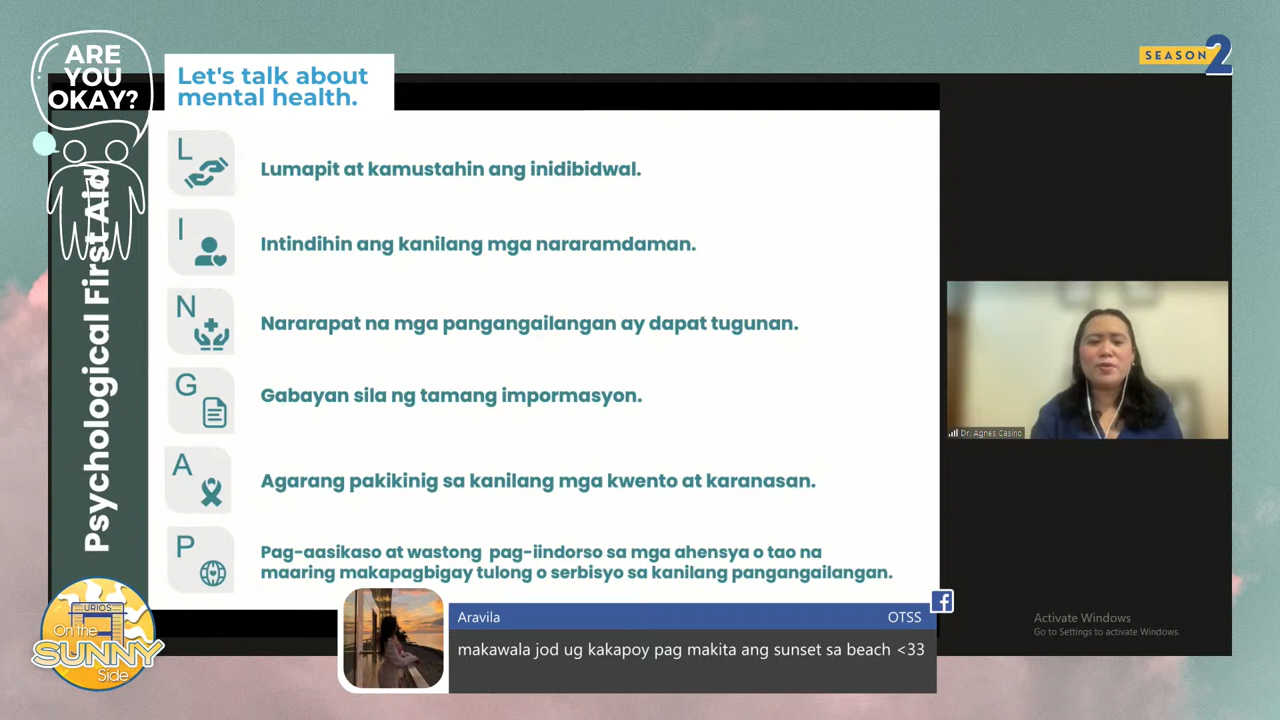 ARE
YOU
OKAY?
Let's talk about
mental health.
SEASON 2
Psychological First Aid
L
Lumapit at kamustahin ang inidibidwal.
I
Intindihin ang kanilang mga nararamdaman.
N
Nararapat na mga pangangailangan ay dapat tugunan.
G
Gabayan sila ng tamang impormasyon.
A
Agarang pakikinig sa kanilang mga kwento at karanasan.
P
Pag-aasikaso at wastong pag-iindorso sa mga ahensya o tao na
maaring makapagbigay tulong o serbisyo sa kanilang pangangailangan.
Dr. Agnes Casino
URIOS
On the
SUNNY
Side
Aravila
OTSS
makawala jod ug kakapoy pag makita ang sunset sa beach <33
f
Activate Windows
Go to Settings to activate Windows.